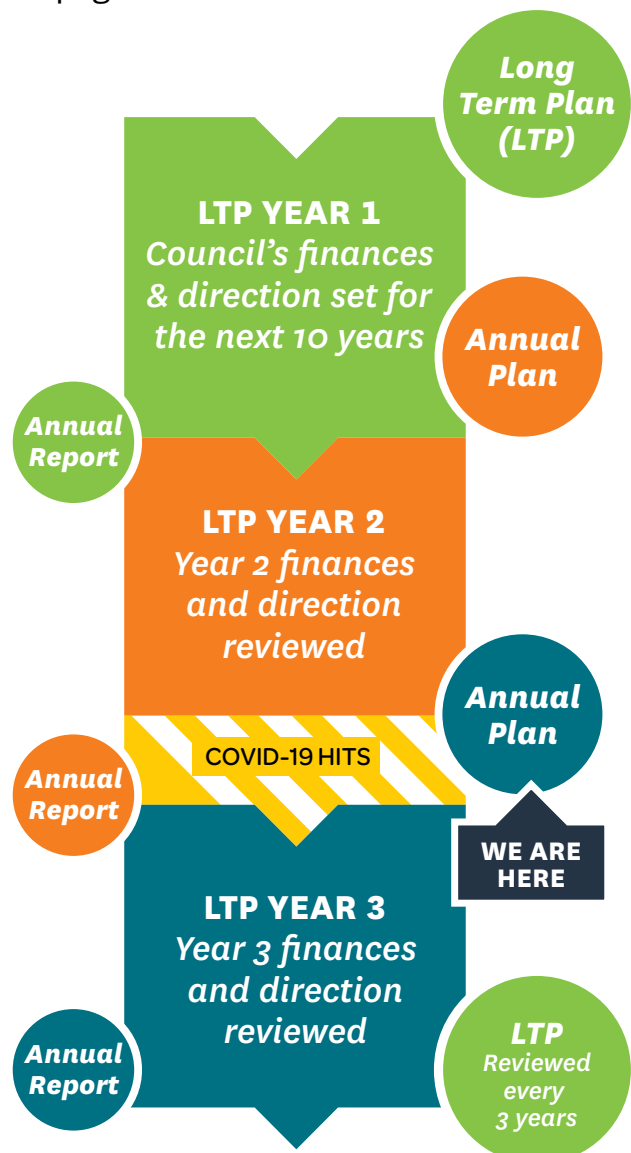 Long
Term Plan
(LTP)
LTP YEAR 1
Council's finances
& direction set for
the next 10 years
Annual
Plan
Annual
Report
LTP YEAR 2
Year 2 finances
and direction
reviewed
Annual
Plan
COVID-19 HITS
Annual
Report
WE ARE
HERE
LTP YEAR 3
Year 3 finances
and direction
reviewed
LTP
Reviewed
every
3 years
Annual
Report